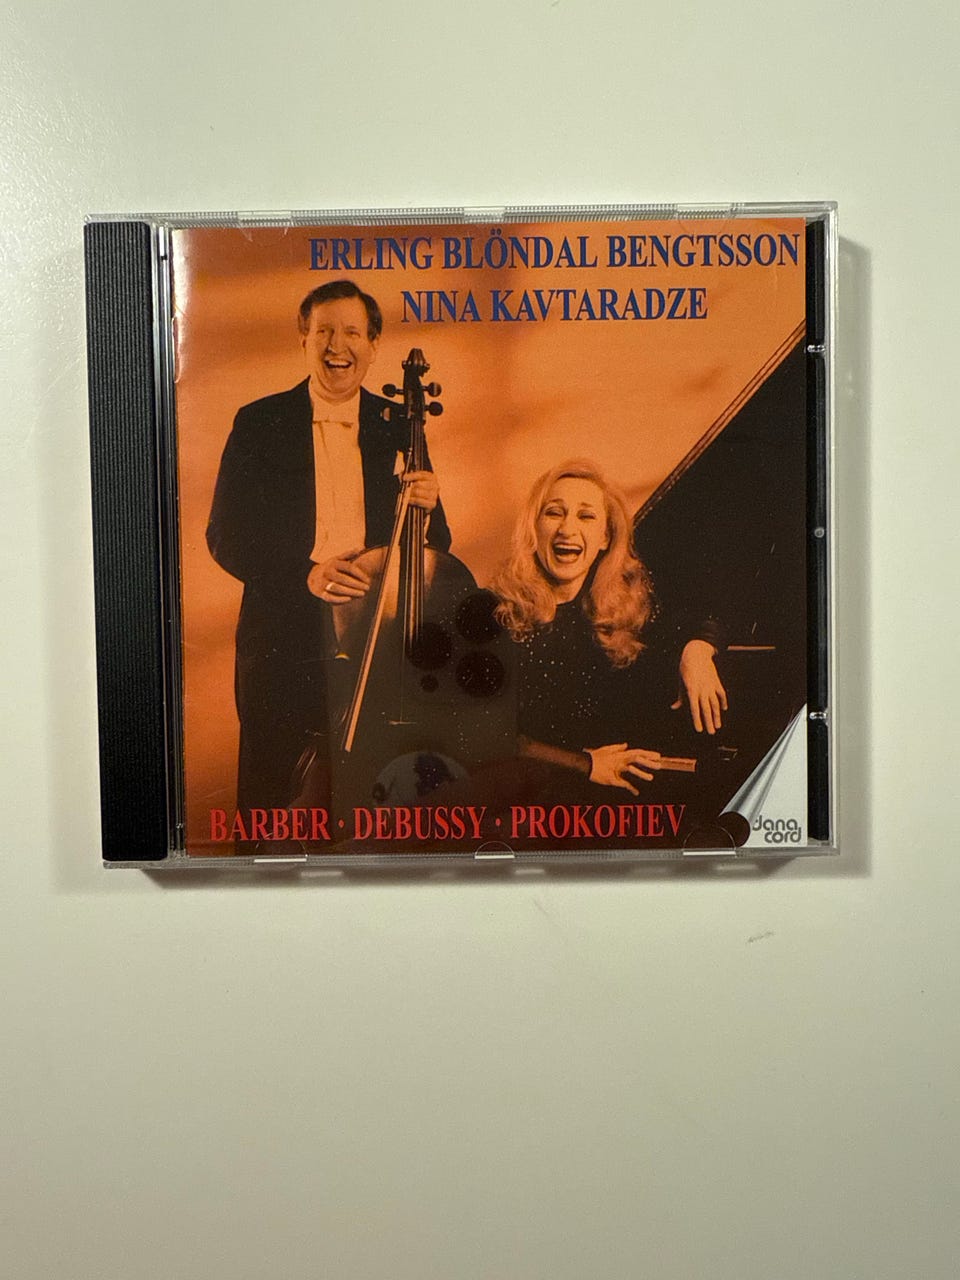 ERLING BLÖNDAL BENGTSSON
NINA KAVTARADZE
BARBER · DEBUSSY · PROKOFIEV
dana
cord